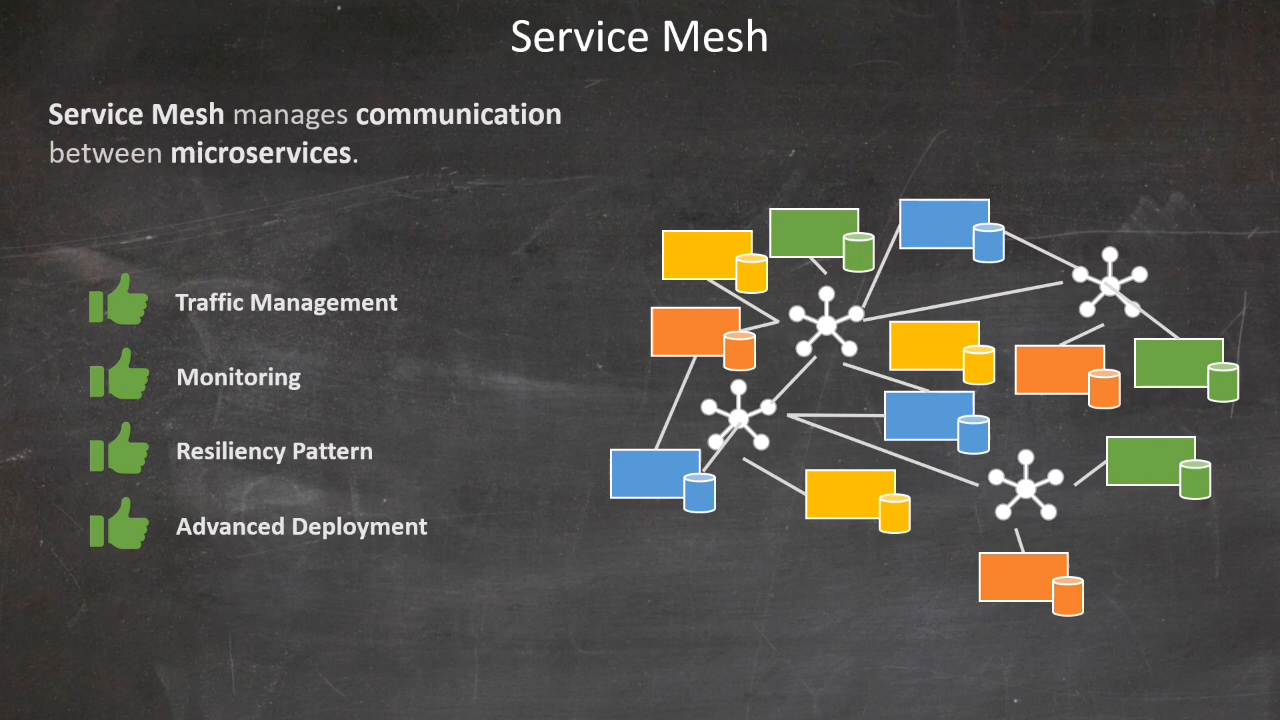 Service Mesh
Service Mesh manages communication
between microservices.
Traffic Management
Monitoring
Resiliency Pattern
Advanced Deployment